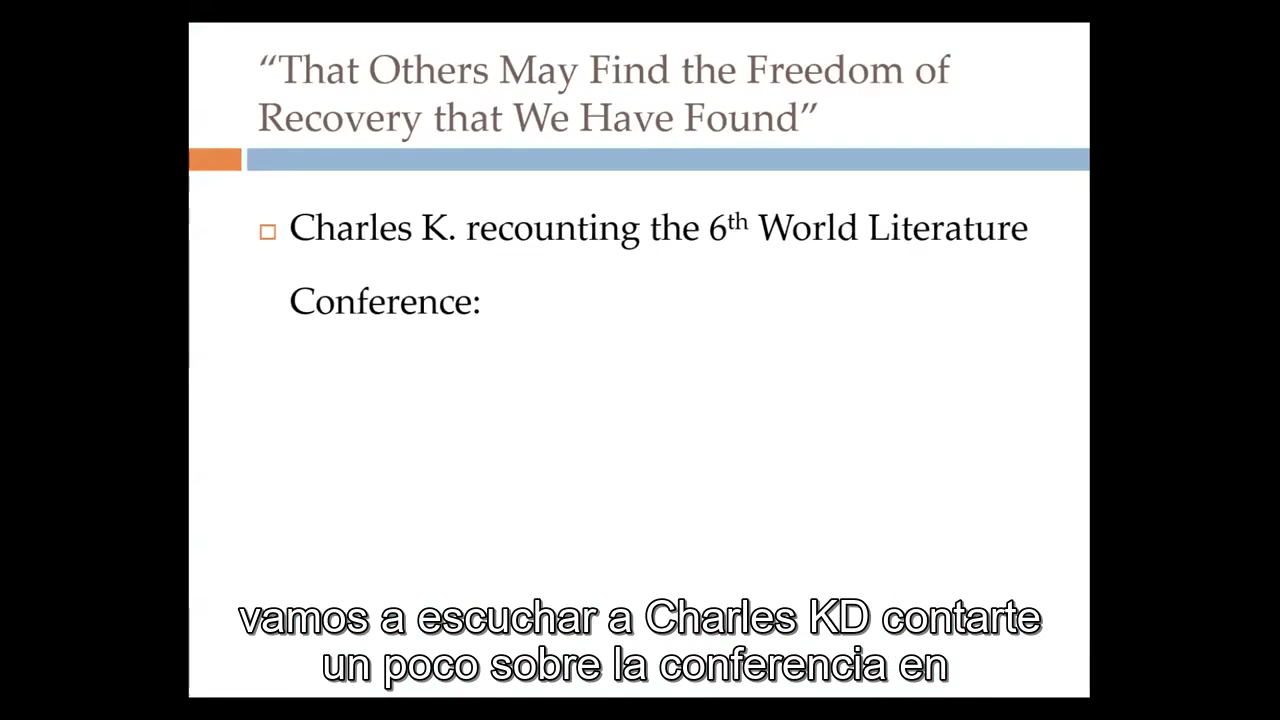 “That Others May Find the Freedom of
Recovery that We Have Found”
Charles K. recounting the 6th World Literature
Conference:
vamos a escuchar a Charles KD contarte
un poco sobre la conferencia en